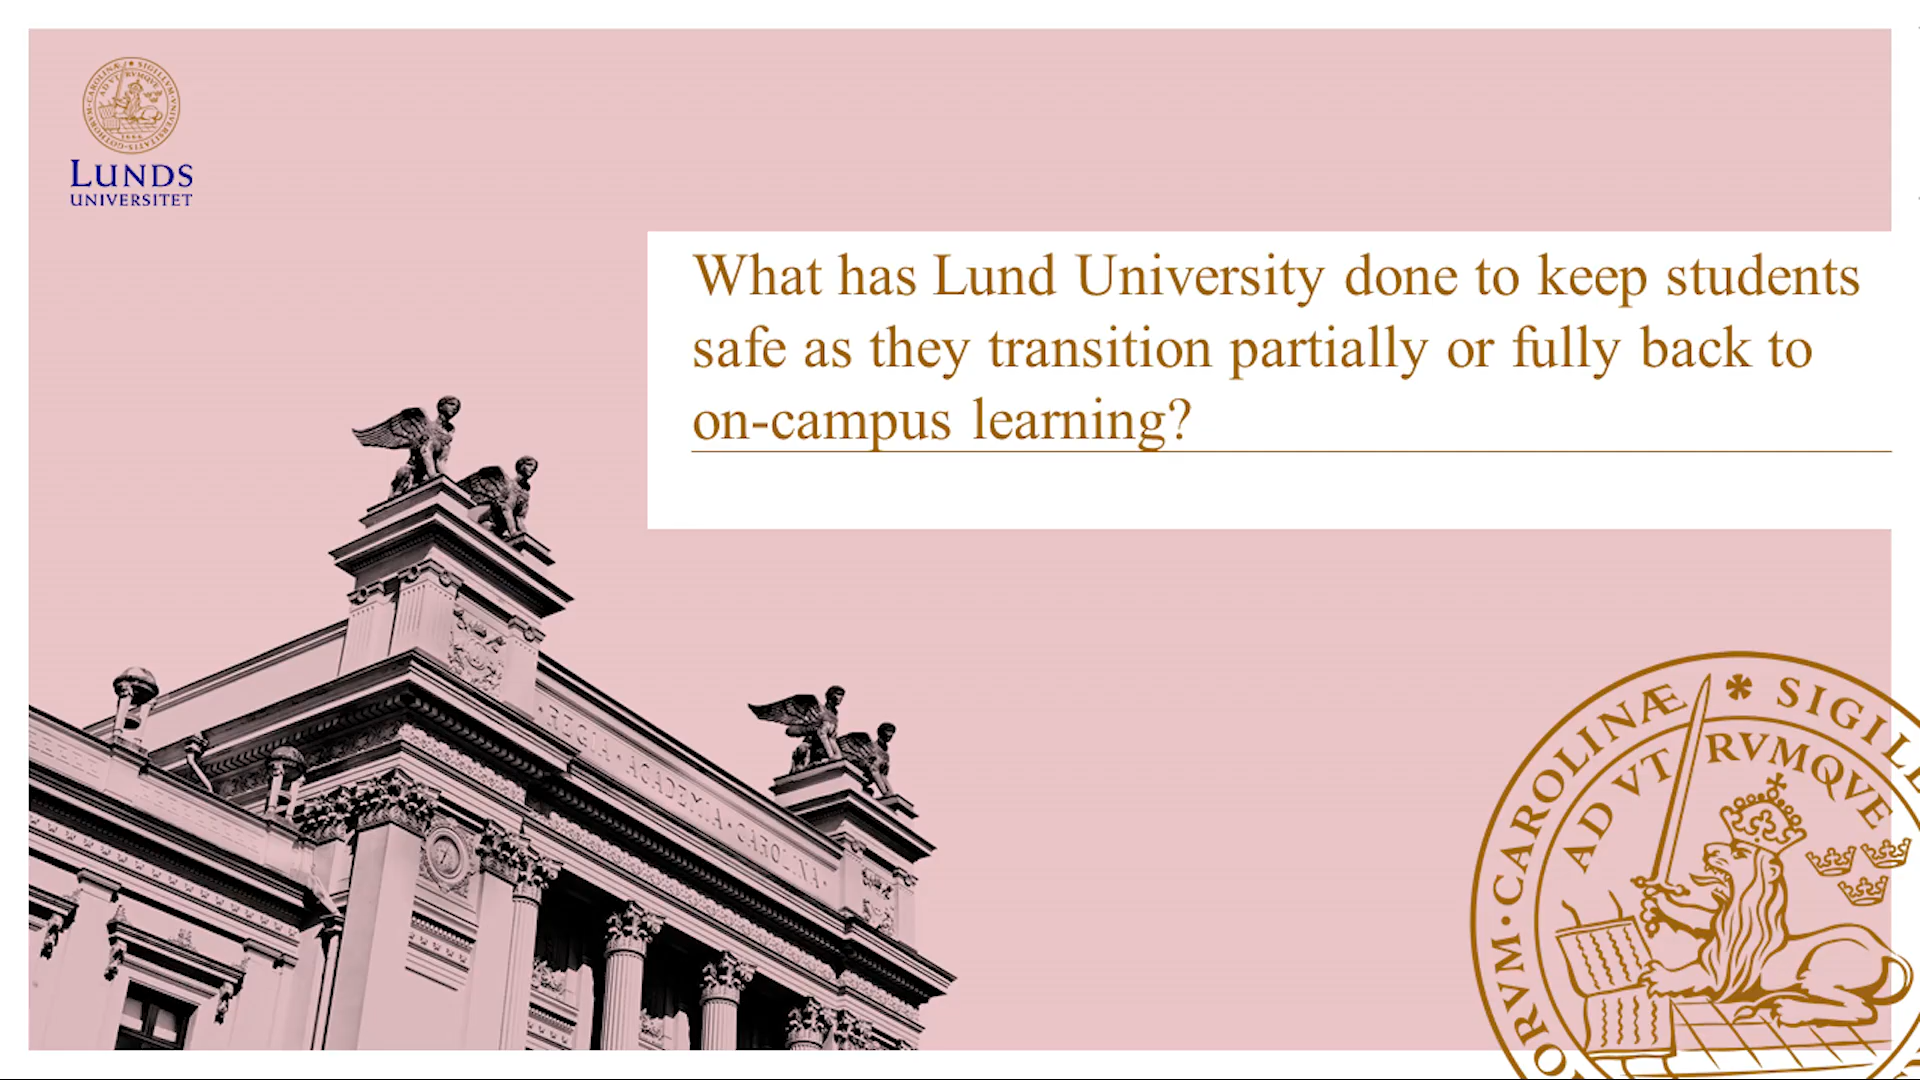 LUNDS
UNIVERSITET
What has Lund University done to keep students
safe as they transition partially or fully back to
on-campus learning?
·REGIA·ACADEMIA·CAROLINA·
ORVM·CAROLINÆ * SIGILL
AD VT RVMQVE